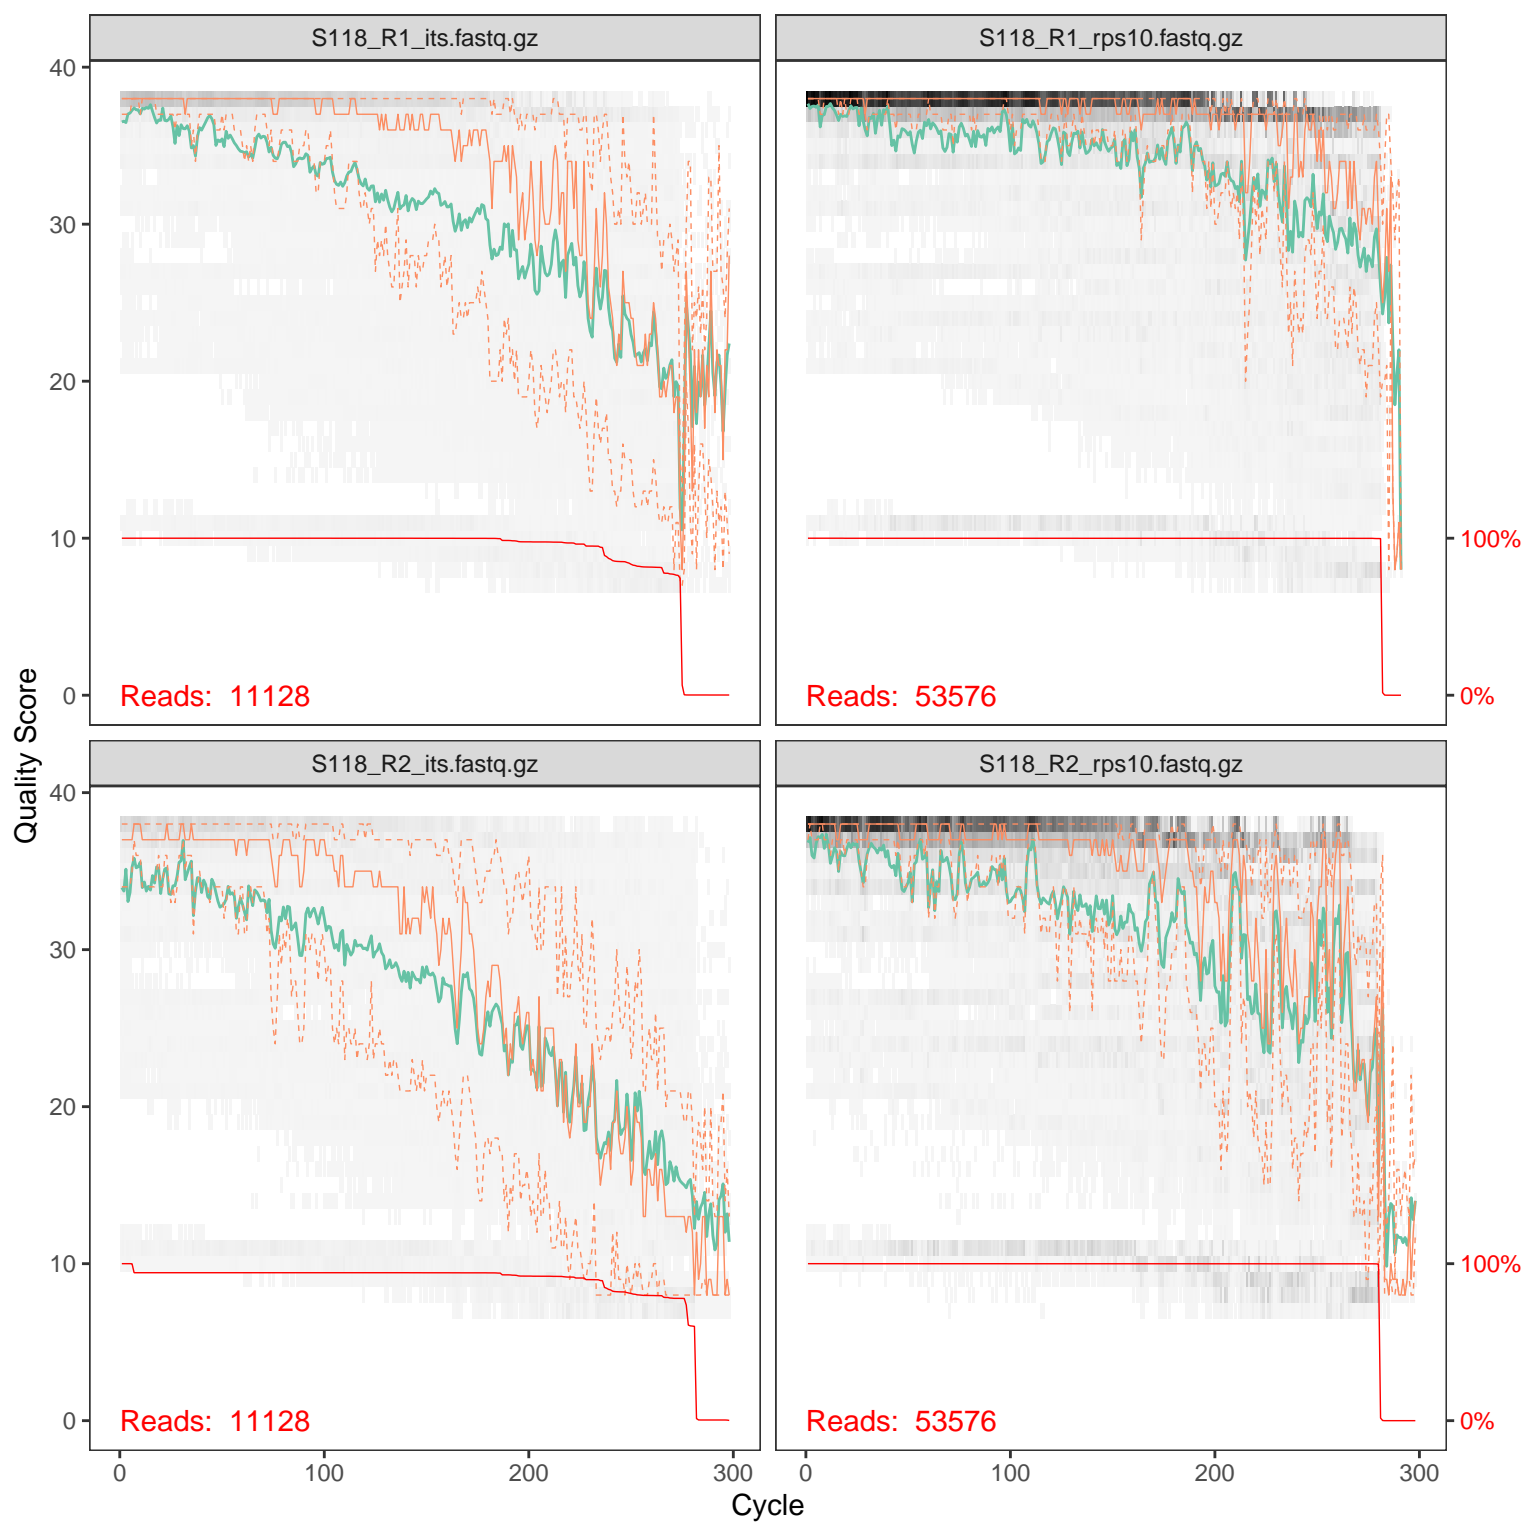 S118_R1_its.fastq.gz
S118_R1_rps10.fastq.gz
40
30
20
10
0
Reads: 11128
Reads: 53576
100%
0%
Quality Score
S118_R2_its.fastq.gz
S118_R2_rps10.fastq.gz
40
30
20
10
0
Reads: 11128
Reads: 53576
100%
0%
0 100 200 300
0 100 200 300
Cycle